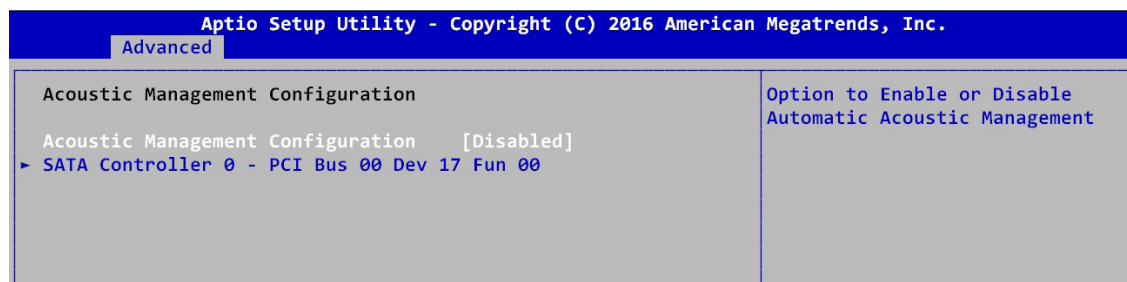 Aptio Setup Utility - Copyright (C) 2016 American Megatrends, Inc.
Advanced
Acoustic Management Configuration
Acoustic Management Configuration [Disabled]
► SATA Controller 0 - PCI Bus 00 Dev 17 Fun 00
Option to Enable or Disable
Automatic Acoustic Management